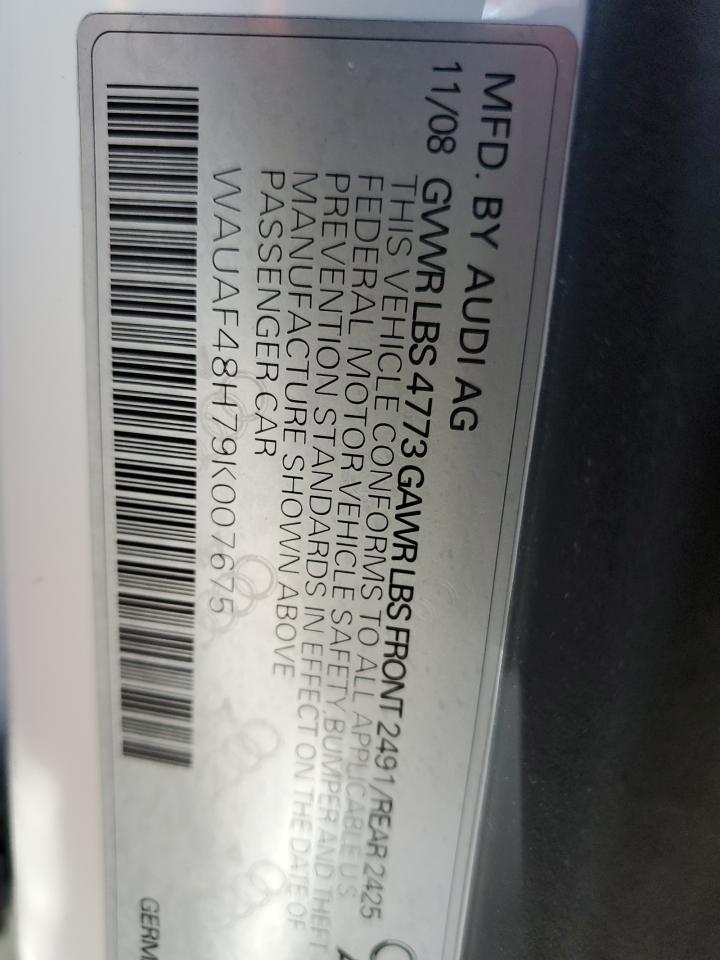 MFD. BY AUDI AG
11/08 GVWR LBS 4773 GAWR LBS FRONT 2491/REAR 2425
THIS VEHICLE CONFORMS TO ALL APPLICABLE U.S.
FEDERAL MOTOR VEHICLE SAFETY,BUMPER AND THEFT
PREVENTION STANDARDS IN EFFECT ON THE DATE OF
MANUFACTURE SHOWN ABOVE
PASSENGER CAR
WAUAF48H79K007675